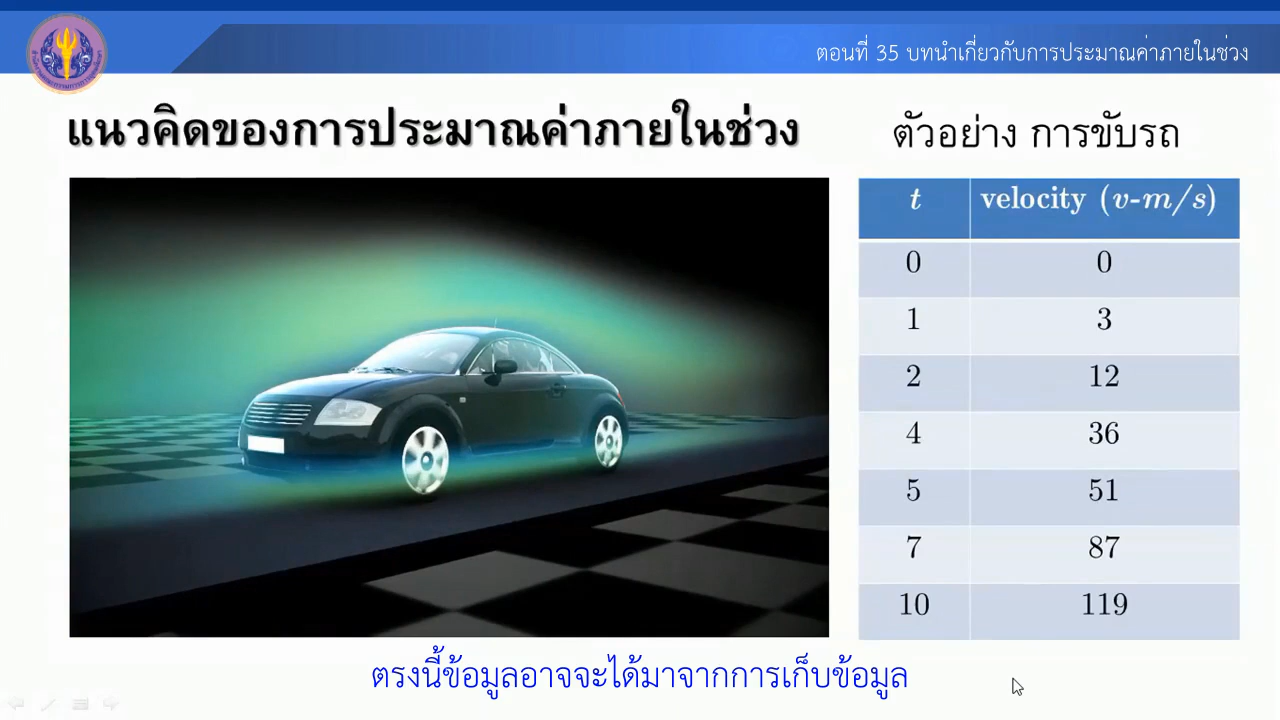 ตอนที่ 35 บทนำเกี่ยวกับการประมาณค่าภายในช่วง
แนวคิดของการประมาณค่าภายในช่วง
ตัวอย่าง การขับรถ
t velocity (v-m/s)
0 0
1 3
2 12
4 36
5 51
7 87
10 119
ตรงนี้ข้อมูลอาจจะได้มาจากการเก็บข้อมูล